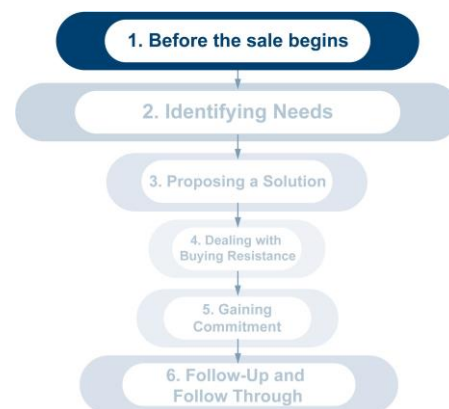 1. Before the sale begins
2. Identifying Needs
3. Proposing a Solution
4. Dealing with
Buying Resistance
5. Gaining
Commitment
6. Follow-Up and
Follow Through